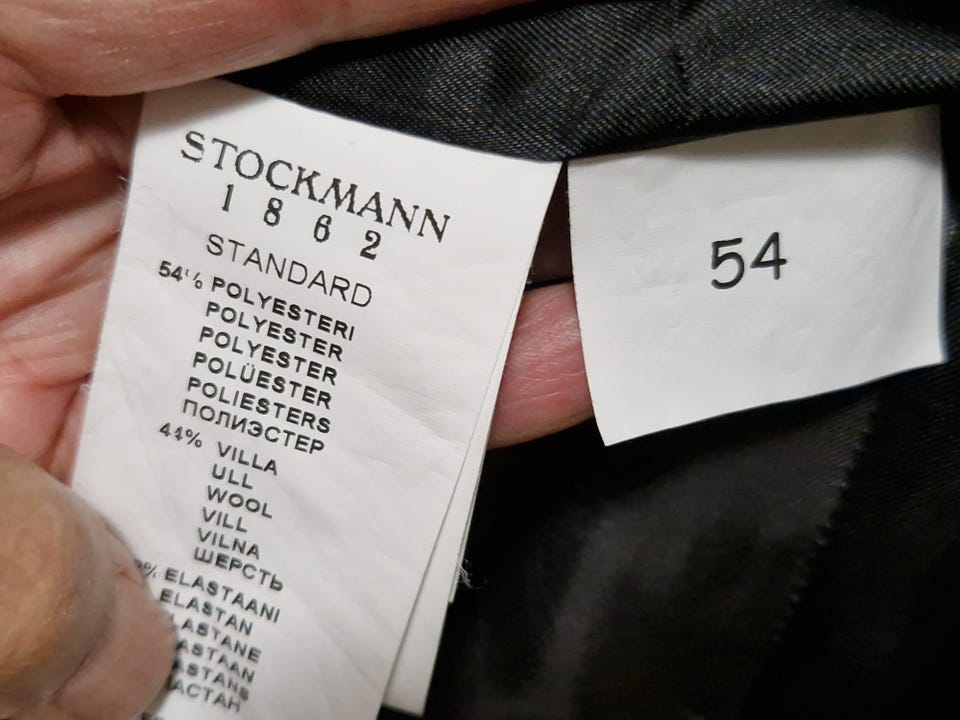 STOCKMANN
1862
STANDARD
54% POLYESTERI
POLYESTER
POLYESTER
POLÜESTER
POLIESTERS
ПОЛИЭСТЕР
44% VILLA
ULL
WOOL
VILL
VILNA
ШЕРСТЬ
ELASTAANI
ELASTAN
54